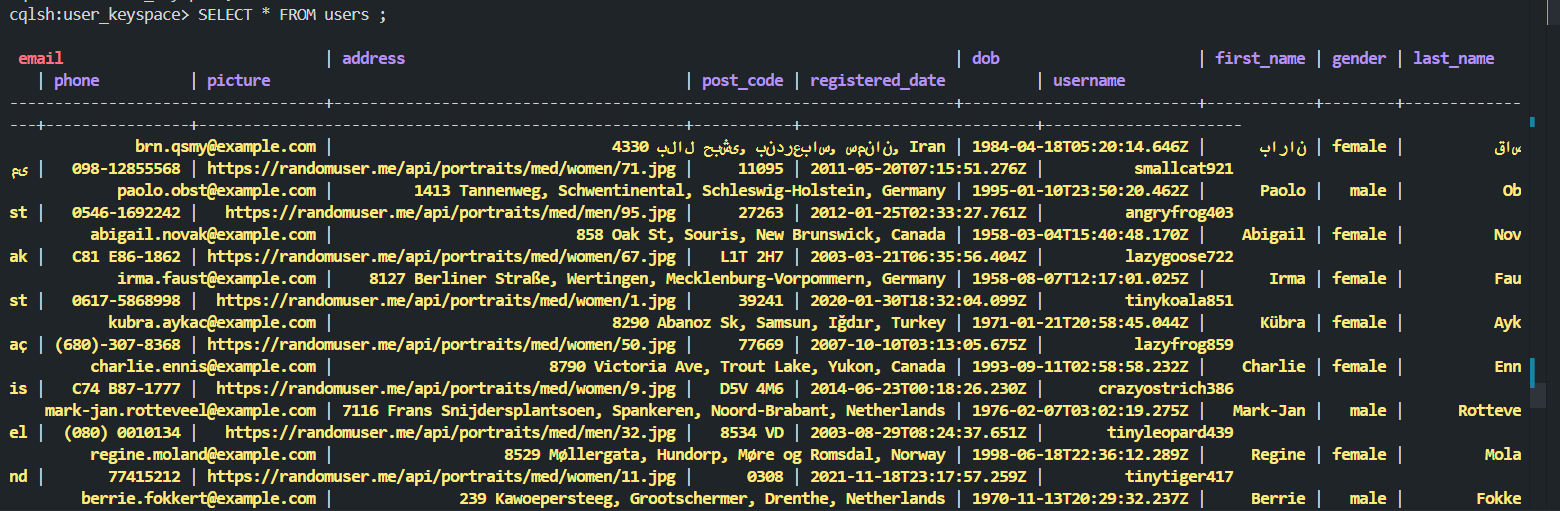 cqlsh:user_keyspace> SELECT * FROM users ;
email | address | dob | first_name | gender | last_name
| phone | picture | post_code | registered_date | username
-----------------------------------+---------------------------------------------------------------------+--------------------------+------------+--------+-------------
---+----------------+------------------------------------------------------+-----------+--------------------------+----------------------
brn.qsmy@example.com | 4330 بلال حبشی, بندرعباس, سمنان, Iran | 1984-04-18T05:20:14.646Z | باران | female | قاس
می | 098-12855568 | https://randomuser.me/api/portraits/med/women/71.jpg | 11095 | 2011-05-20T07:15:51.276Z | smallcat921
paolo.obst@example.com | 1413 Tannenweg, Schwentinental, Schleswig-Holstein, Germany | 1995-01-10T23:50:20.462Z | Paolo | male | Ob
st | 0546-1692242 | https://randomuser.me/api/portraits/med/men/95.jpg | 27263 | 2012-01-25T02:33:27.761Z | angryfrog403
abigail.novak@example.com | 858 Oak St, Souris, New Brunswick, Canada | 1958-03-04T15:40:48.170Z | Abigail | female | Nov
ak | C81 E86-1862 | https://randomuser.me/api/portraits/med/women/67.jpg | L1T 2H7 | 2003-03-21T06:35:56.404Z | lazygoose722
irma.faust@example.com | 8127 Berliner Straße, Wertingen, Mecklenburg-Vorpommern, Germany | 1958-08-07T12:17:01.025Z | Irma | female | Fau
st | 0617-5868998 | https://randomuser.me/api/portraits/med/women/1.jpg | 39241 | 2020-01-30T18:32:04.099Z | tinykoala851
kubra.aykac@example.com | 8290 Abanoz Sk, Samsun, Iğdır, Turkey | 1971-01-21T20:58:45.044Z | Kübra | female | Ayk
aç | (680)-307-8368 | https://randomuser.me/api/portraits/med/women/50.jpg | 77669 | 2007-10-10T03:13:05.675Z | lazyfrog859
charlie.ennis@example.com | 8790 Victoria Ave, Trout Lake, Yukon, Canada | 1993-09-11T02:58:58.232Z | Charlie | female | Enn
is | C74 B87-1777 | https://randomuser.me/api/portraits/med/women/9.jpg | D5V 4M6 | 2014-06-23T00:18:26.230Z | crazyostrich386
mark-jan.rotteveel@example.com | 7116 Frans Snijdersplantsoen, Spankeren, Noord-Brabant, Netherlands | 1976-02-07T03:02:19.275Z | Mark-Jan | male | Rotteve
el | (080) 0010134 | https://randomuser.me/api/portraits/med/men/32.jpg | 8534 VD | 2003-08-29T08:24:37.651Z | tinyleopard439
regine.moland@example.com | 8529 Møllergata, Hundorp, Møre og Romsdal, Norway | 1998-06-18T22:36:12.289Z | Regine | female | Mola
nd | 77415212 | https://randomuser.me/api/portraits/med/women/11.jpg | 0308 | 2021-11-18T23:17:57.259Z | tinytiger417
berrie.fokkert@example.com | 239 Kawoepersteeg, Grootschermer, Drenthe, Netherlands | 1970-11-13T20:29:32.237Z | Berrie | male | Fokke